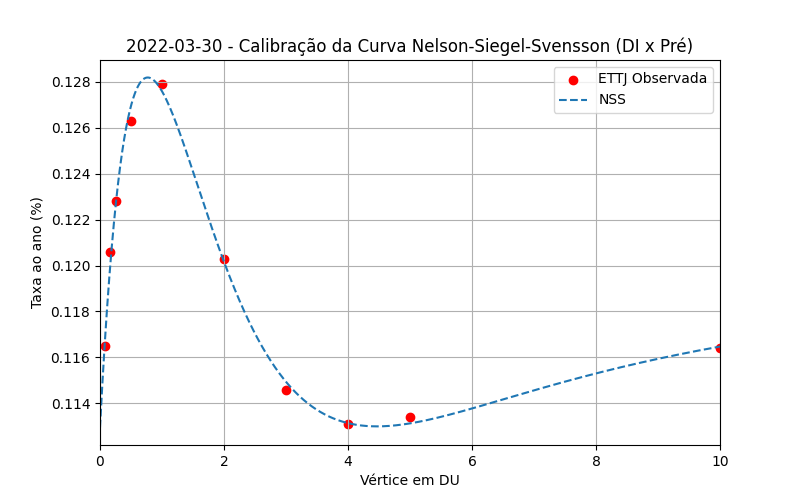 2022-03-30 - Calibração da Curva Nelson-Siegel-Svensson (DI x Pré)
ETTJ Observada
NSS
Taxa ao ano (%)
0.128
0.126
0.124
0.122
0.120
0.118
0.116
0.114
0 2 4 6 8 10
Vértice em DU